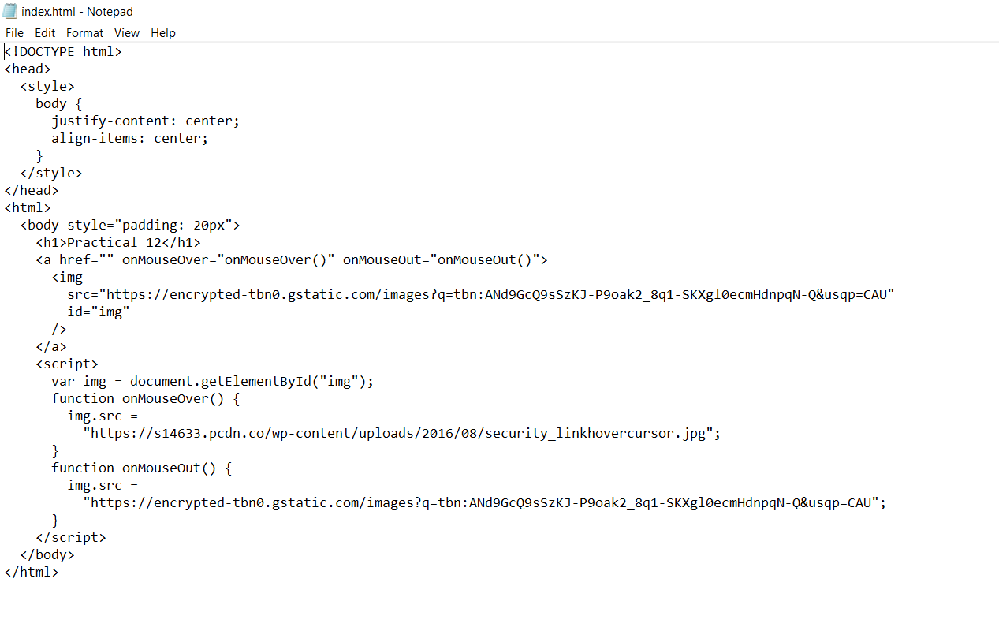 index.html - Notepad
File Edit Format View Help
<!DOCTYPE html>
<head>
  <style>
    body {
      justify-content: center;
      align-items: center;
    }
  </style>
</head>
<html>
  <body style="padding: 20px">
    <h1>Practical 12</h1>
    <a href="" onMouseOver="onMouseOver()" onMouseOut="onMouseOut()">
      <img
        src="https://encrypted-tbn0.gstatic.com/images?q=tbn:ANd9GcQ9sSzKJ-P9oak2_8q1-SKXgl0ecmHdnpqN-Q&usqp=CAU"
        id="img"
      />
    </a>
    <script>
      var img = document.getElementById("img");
      function onMouseOver() {
        img.src =
          "https://s14633.pcdn.co/wp-content/uploads/2016/08/security_linkhovercursor.jpg";
      }
      function onMouseOut() {
        img.src =
          "https://encrypted-tbn0.gstatic.com/images?q=tbn:ANd9GcQ9sSzKJ-P9oak2_8q1-SKXgl0ecmHdnpqN-Q&usqp=CAU";
      }
    </script>
  </body>
</html>